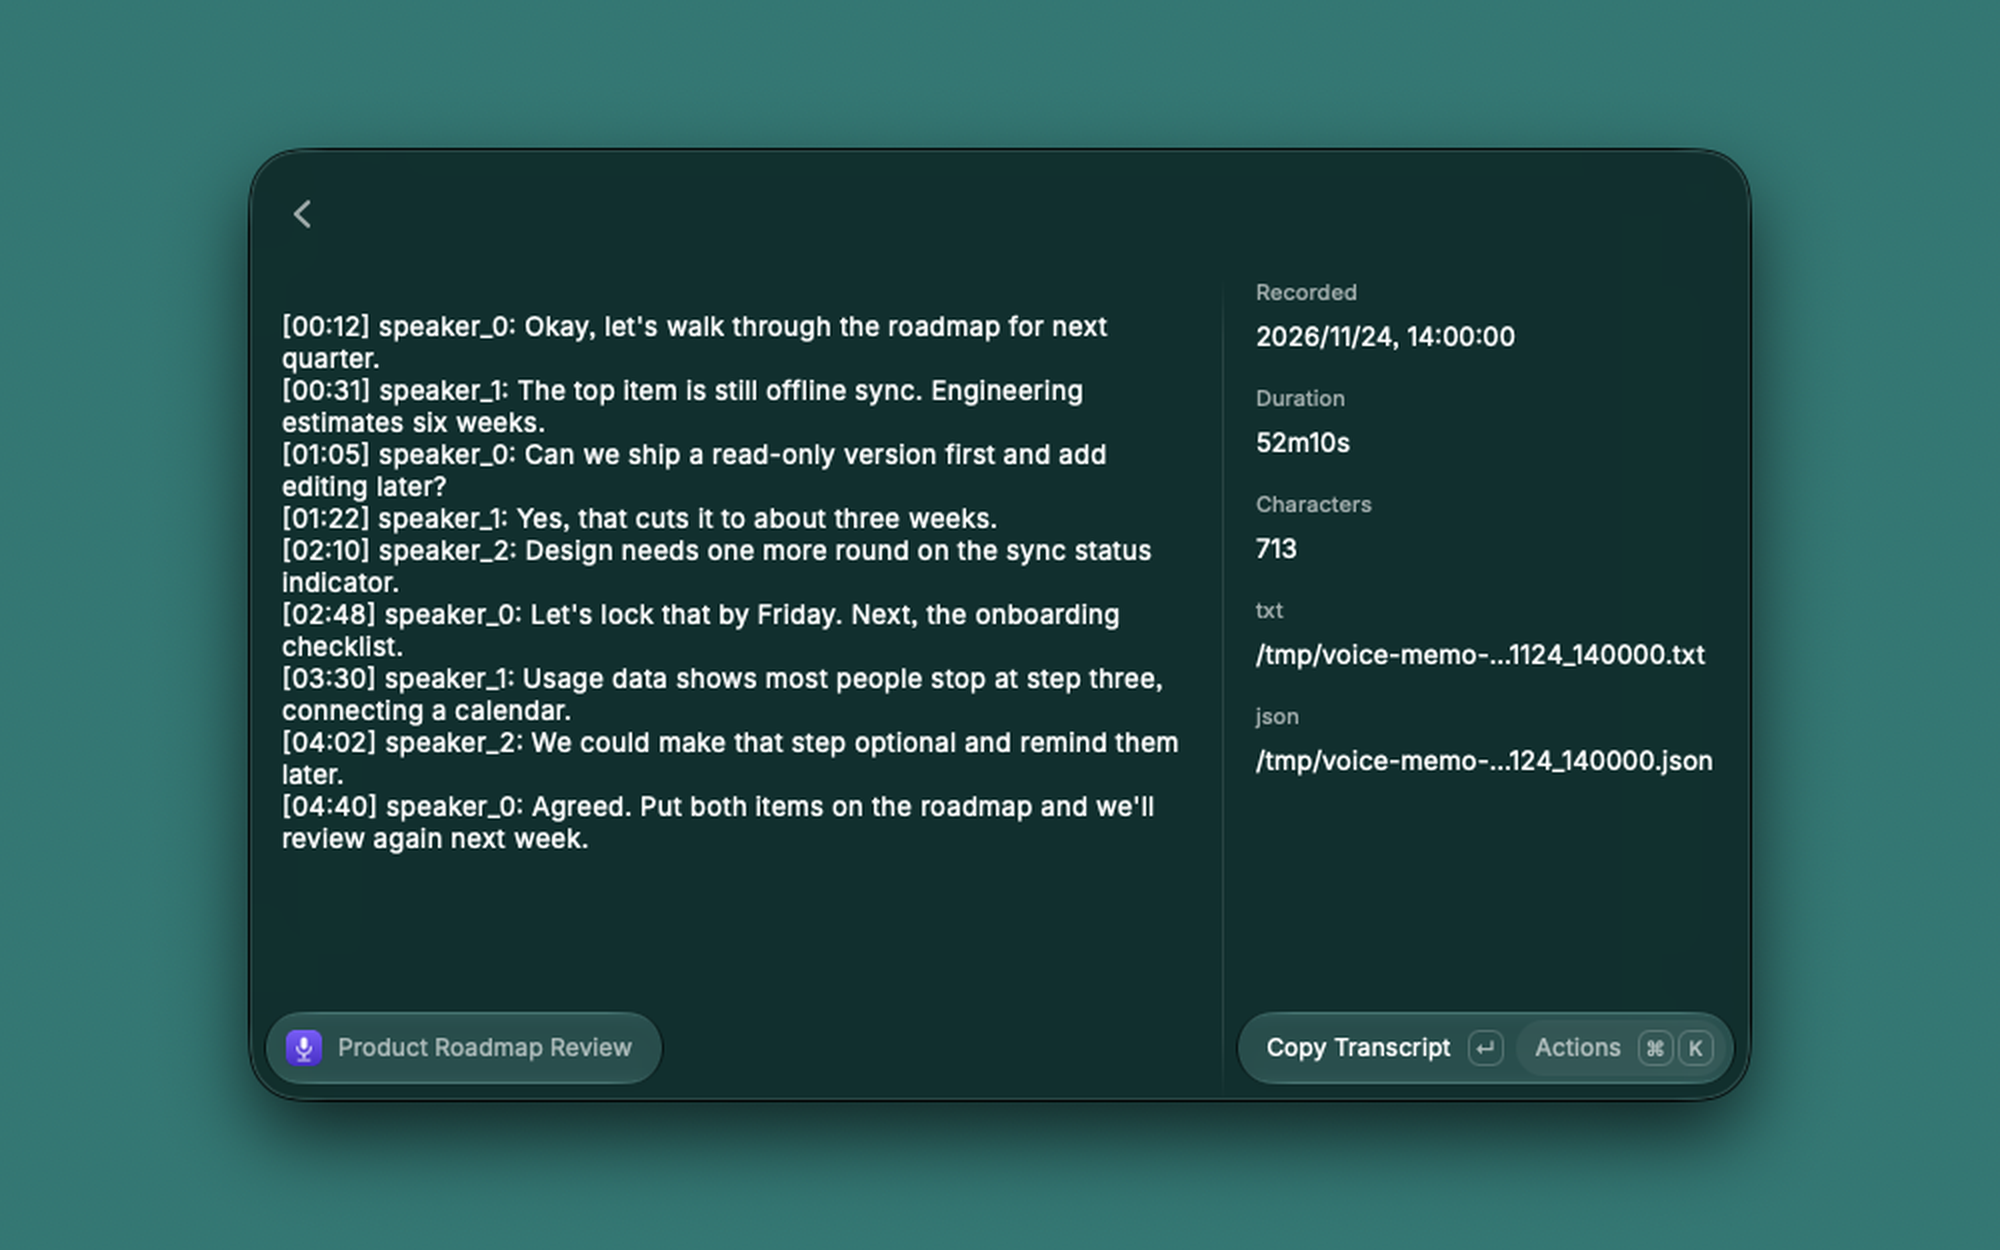 [00:12] speaker_0: Okay, let's walk through the roadmap for next
quarter.
[00:31] speaker_1: The top item is still offline sync. Engineering
estimates six weeks.
[01:05] speaker_0: Can we ship a read-only version first and add
editing later?
[01:22] speaker_1: Yes, that cuts it to about three weeks.
[02:10] speaker_2: Design needs one more round on the sync status
indicator.
[02:48] speaker_0: Let's lock that by Friday. Next, the onboarding
checklist.
[03:30] speaker_1: Usage data shows most people stop at step three,
connecting a calendar.
[04:02] speaker_2: We could make that step optional and remind them
later.
[04:40] speaker_0: Agreed. Put both items on the roadmap and we'll
review again next week.
Recorded
2026/11/24, 14:00:00
Duration
52m10s
Characters
713
txt
/tmp/voice-memo-...1124_140000.txt
json
/tmp/voice-memo-...124_140000.json
Product Roadmap Review
Copy Transcript ↵ Actions ⌘ K